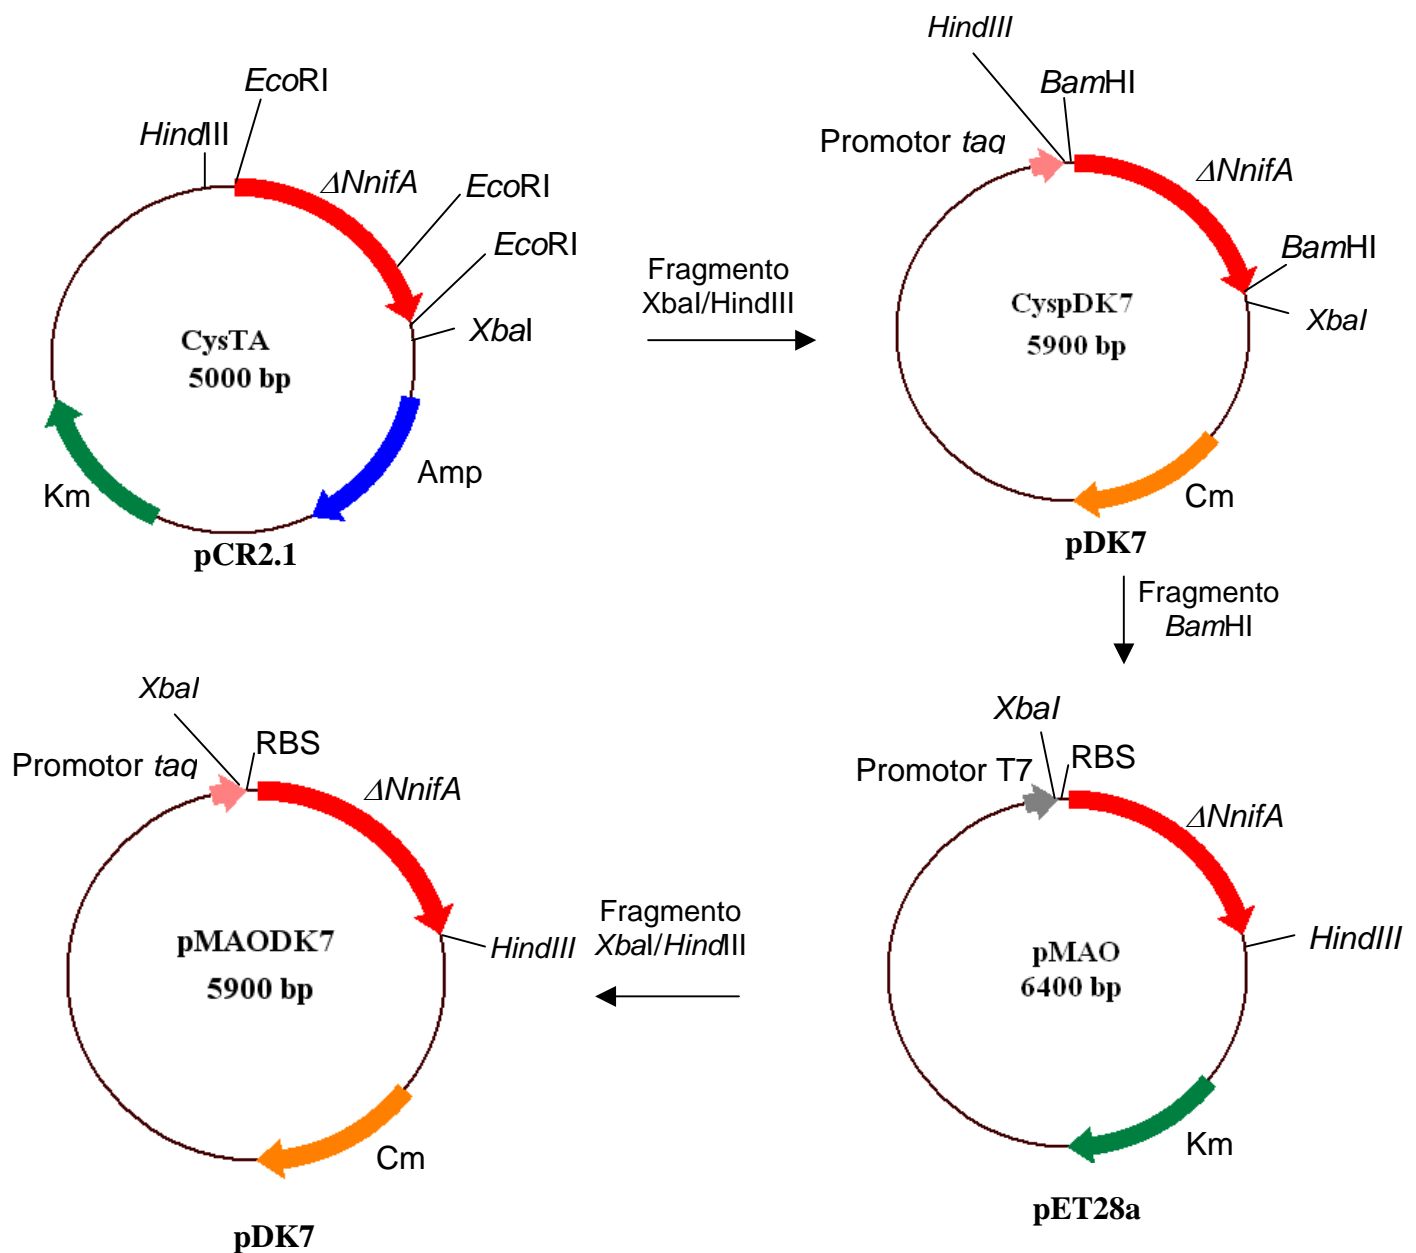 HindIII
EcoRI
ΔNnifA
EcoRI
EcoRI
XbaI
CysTA
5000 bp
Amp
Km
pCR2.1
Fragmento
XbaI/HindIII
HindIII
BamHI
Promotor taq
ΔNnifA
BamHI
XbaI
CyspDK7
5900 bp
Cm
pDK7
Fragmento
BamHI
XbaI
RBS
Promotor T7
ΔNnifA
HindIII
pMAO
6400 bp
Km
pET28a
Fragmento
XbaI/HindIII
XbaI
RBS
Promotor taq
ΔNnifA
HindIII
pMAODK7
5900 bp
Cm
pDK7